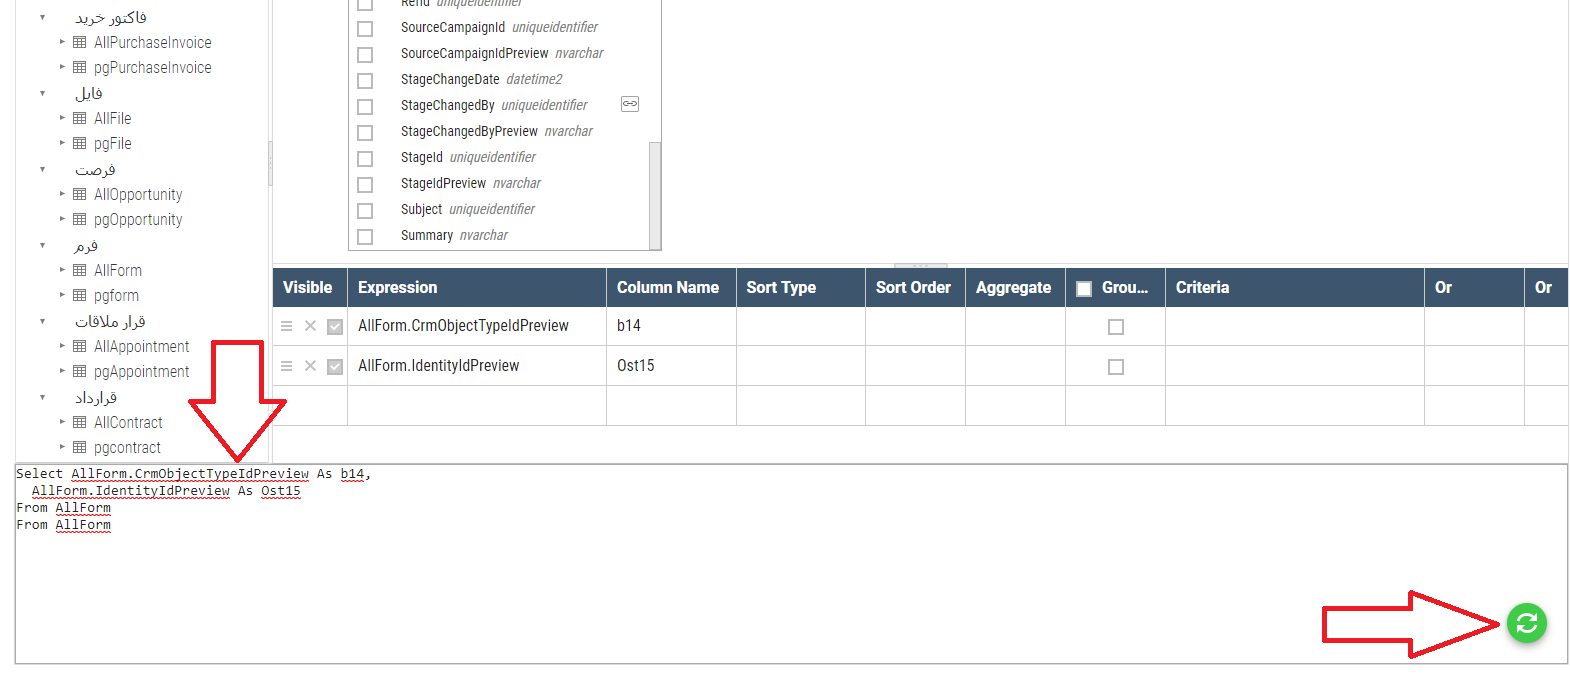 فاکتور خرید
AllPurchaseInvoice
pgPurchaseInvoice
فایل
AllFile
pgFile
فرصت
AllOpportunity
pgOpportunity
فرم
AllForm
pgform
قرار ملاقات
AllAppointment
pgAppointment
قرارداد
AllContract
pgcontract
RefId uniqueidentifier
SourceCampaignId uniqueidentifier
SourceCampaignIdPreview nvarchar
StageChangeDate datetime2
StageChangedBy uniqueidentifier
StageChangedByPreview nvarchar
StageId uniqueidentifier
StageIdPreview nvarchar
Subject uniqueidentifier
Summary nvarchar
Visible Expression Column Name Sort Type Sort Order Aggregate Grou... Criteria Or Or
AllForm.CrmObjectTypeIdPreview b14
AllForm.IdentityIdPreview Ost15
Select AllForm.CrmObjectTypeIdPreview As b14,
AllForm.IdentityIdPreview As Ost15
From AllForm
From AllForm